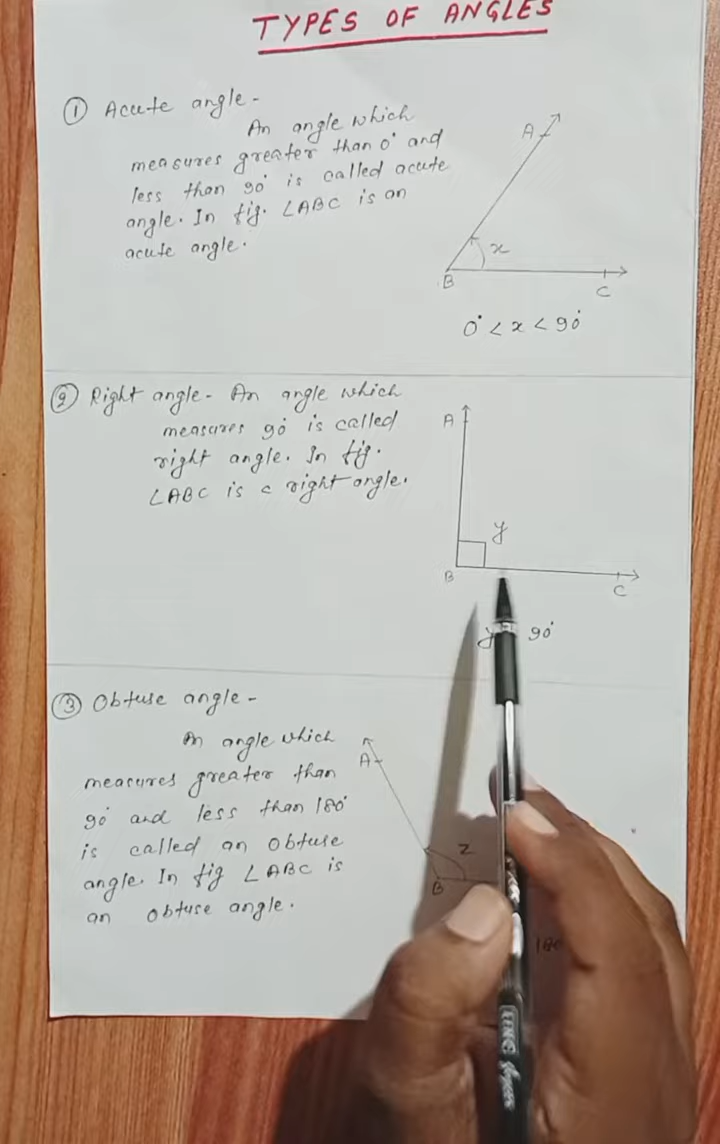 TYPES OF ANGLES
① Acute angle-
An angle which
measures greater than 0° and
less than 90° is called acute
angle. In fig. ∠ABC is an
acute angle.
A
x
B
C
0° < x < 90°
② Right angle- An angle which
measures 90° is called
right angle. In fig.
∠ABC is a right angle.
A
y
B
C
y 90°
③ Obtuse angle-
An angle which
measures greater than
90° and less than 180°
is called an obtuse
angle. In fig ∠ABC is
an obtuse angle.
A
z
B
LINC